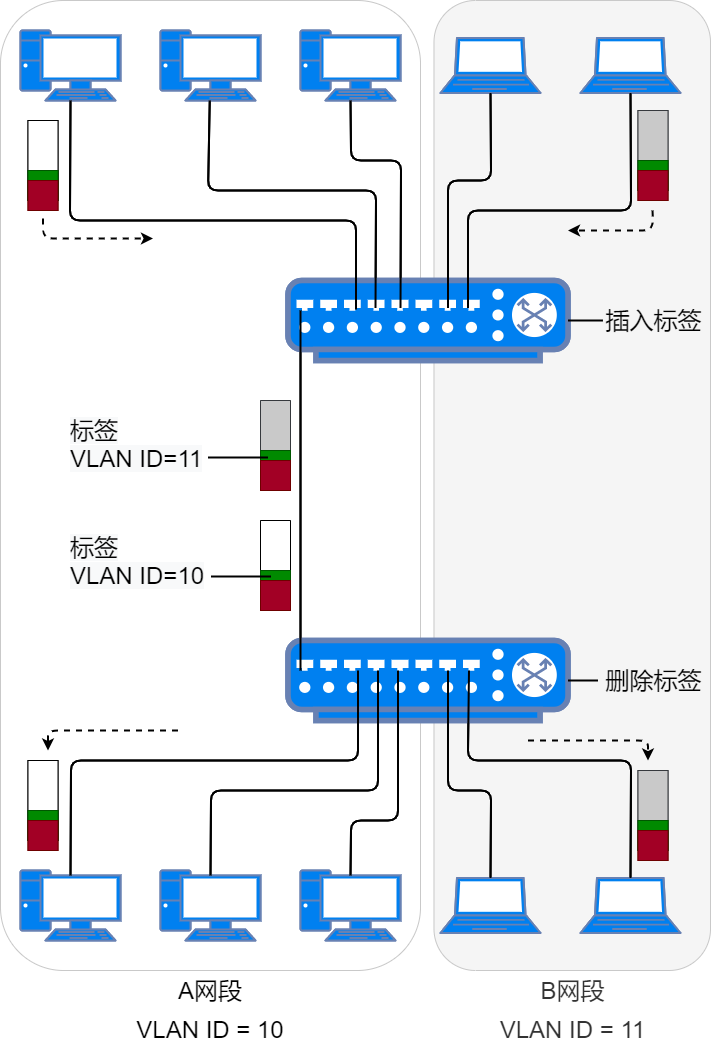 插入标签
标签
VLAN ID=11
标签
VLAN ID=10
删除标签
A网段
VLAN ID = 10
B网段
VLAN ID = 11